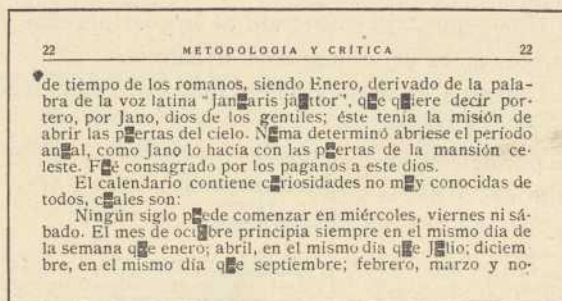 22 METODOLOGIA Y CRÍTICA 22
de tiempo de los romanos, siendo Enero, derivado de la pala-
bra de la voz latina "Januaris que quiere decir por-
tero, por Jano, dios de los gentiles; éste tenía la misión de
abrir las puertas del cielo. Numa determinó abriese el período
anual, como Jano lo hacía con las puertas de la mansión ce-
leste. Fué consagrado por los paganos a este dios.
El calendario contiene curiosidades no muy conocidas de
todos, cuales son:
Ningún siglo puede comenzar en miércoles, viernes ni sá-
bado. El mes de octubre principia siempre en el mismo día de
la semana que enero; abril, en el mismo día que Julio; diciem
bre, en el mismo día que septiembre; febrero, marzo y no-